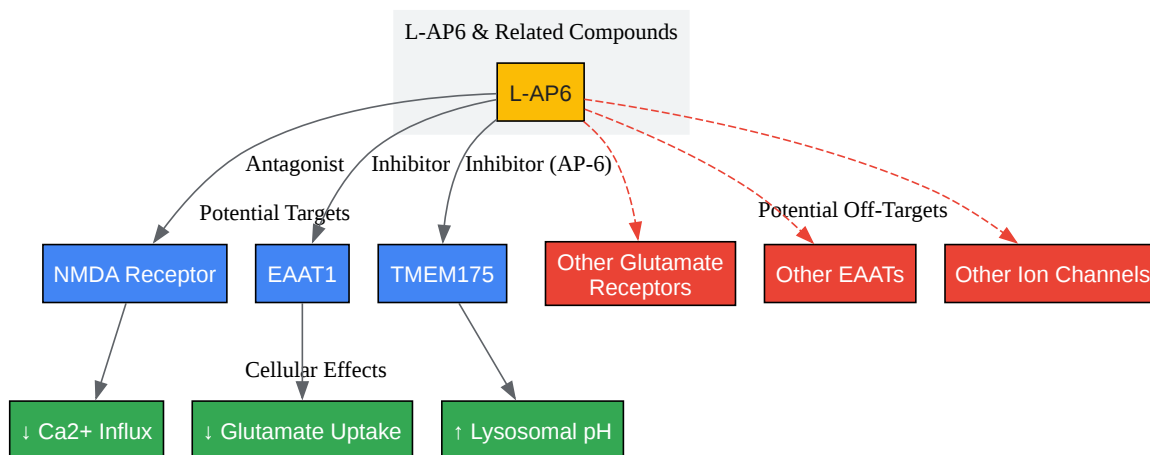 L-AP6 & Related Compounds
L-AP6
Antagonist
Inhibitor
Inhibitor (AP-6)
Potential Targets
Potential Off-Targets
NMDA Receptor
EAAT1
TMEM175
Other Glutamate
Receptors
Other EAATs
Other Ion Channels
Cellular Effects
↓ Ca2+ Influx
↓ Glutamate Uptake
↑ Lysosomal pH